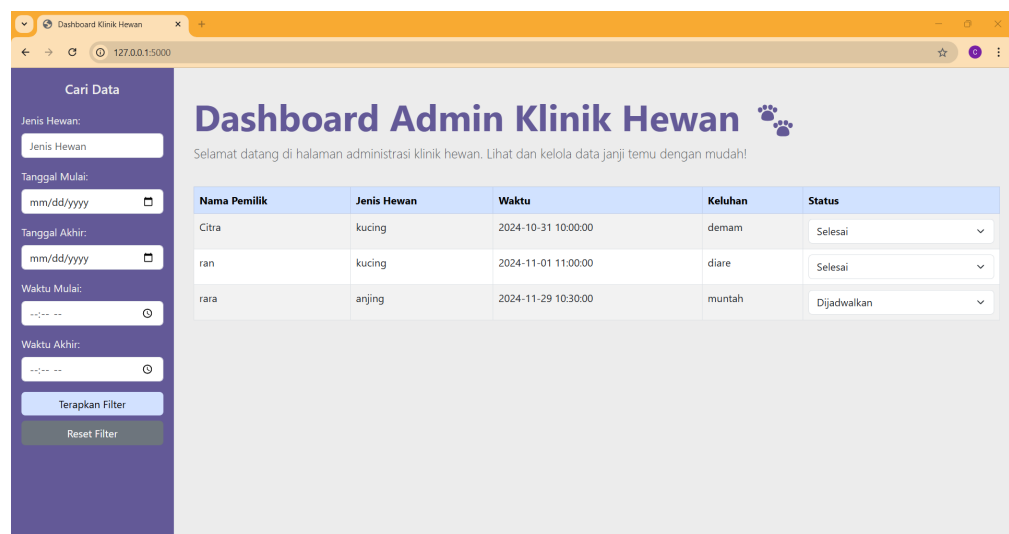 Dashboard Klinik Hewan
127.0.0.1:5000
C
Cari Data
Jenis Hewan:
Jenis Hewan
Tanggal Mulai:
mm/dd/yyyy
Tanggal Akhir:
mm/dd/yyyy
Waktu Mulai:
--:-- --
Waktu Akhir:
--:-- --
Terapkan Filter
Reset Filter
Dashboard Admin Klinik Hewan
Selamat datang di halaman administrasi klinik hewan. Lihat dan kelola data janji temu dengan mudah!
Nama Pemilik Jenis Hewan Waktu Keluhan Status
Citra kucing 2024-10-31 10:00:00 demam Selesai
ran kucing 2024-11-01 11:00:00 diare Selesai
rara anjing 2024-11-29 10:30:00 muntah Dijadwalkan